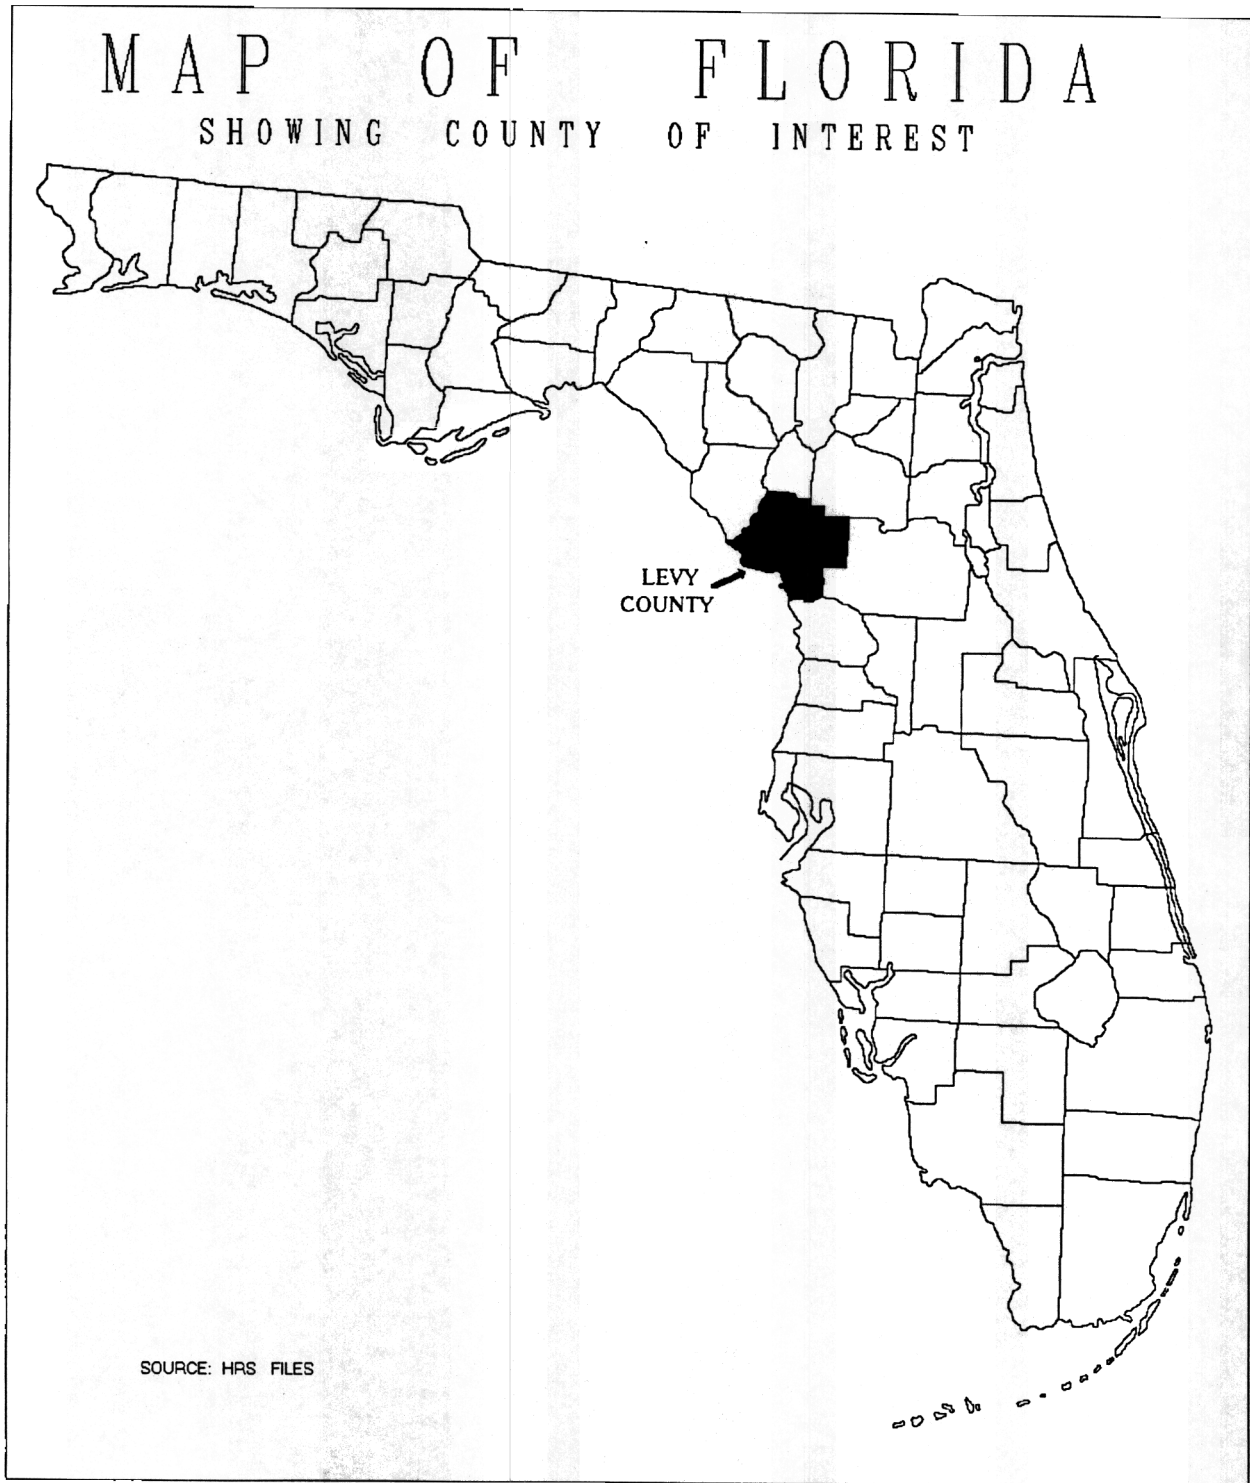 MAP OF FLORIDA
SHOWING COUNTY OF INTEREST
LEVY
COUNTY
SOURCE: HRS FILES